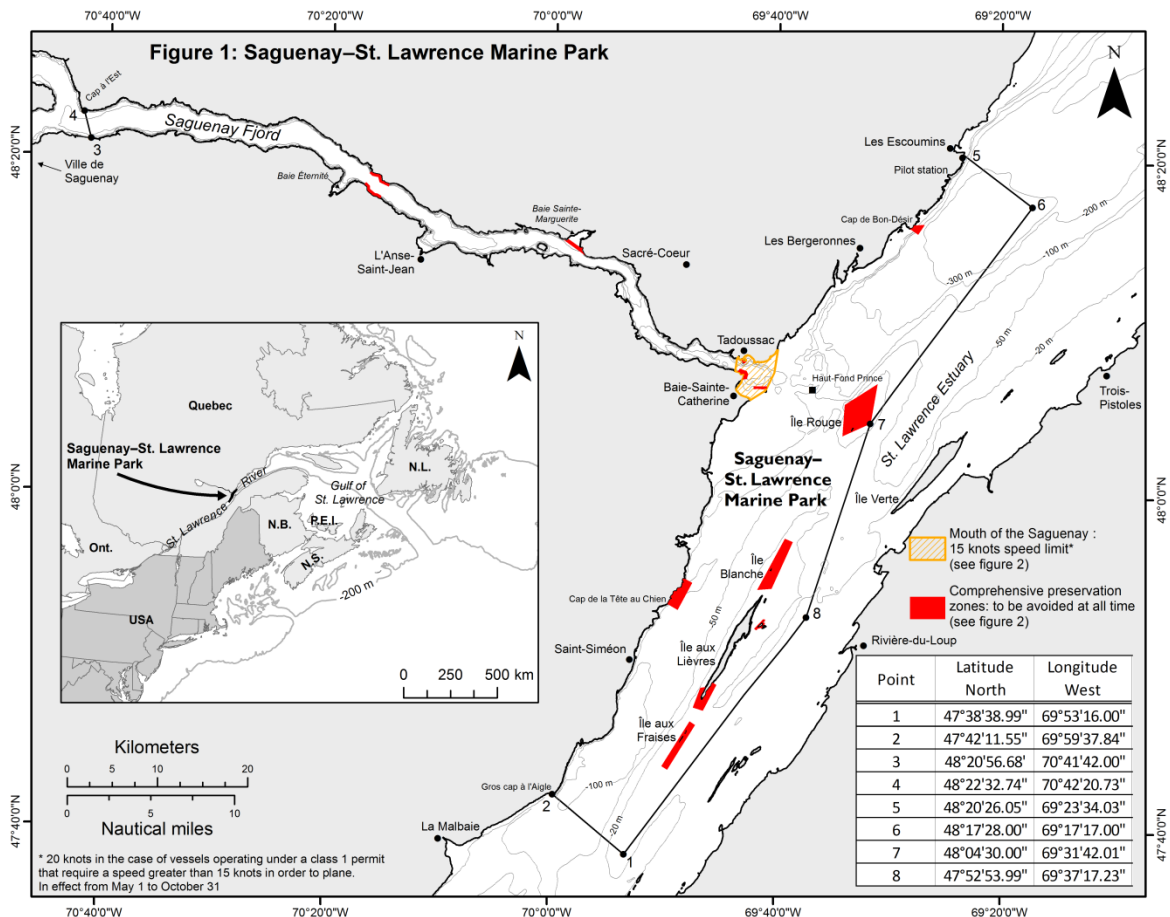 70°40'0"W
70°20'0"W
70°0'0"W
69°40'0"W
69°20'0"W
Figure 1: Saguenay–St. Lawrence Marine Park
N
48°20'0"N
48°0'0"N
47°40'0"N
48°20'0"N
48°0'0"N
47°40'0"N
Cap à l'Est
4
3
Saguenay Fjord
Ville de
Saguenay
Baie Éternité
L'Anse-
Saint-Jean
Baie Sainte-
Marguerite
Sacré-Coeur
Les Escoumins
5
Pilot station
6
Cap de Bon-Désir
Les Bergeronnes
-200 m
-100 m
-300 m
-50 m
-20 m
Tadoussac
Baie-Sainte-
Catherine
Haut-Fond Prince
Île Rouge
7
St. Lawrence Estuary
Trois-
Pistoles
Saguenay–
St. Lawrence
Marine Park
Île Verte
Île
Blanche
Cap de la Tête au Chien
-50 m
8
Saint-Siméon
Île aux
Lièvres
Rivière-du-Loup
Île aux
Fraises
Gros cap à l'Aigle
2
-100 m
-20 m
1
La Malbaie
N
Quebec
Saguenay–St. Lawrence
Marine Park
St. Lawrence River
Gulf of
St. Lawrence
N.L.
N.B.
P.E.I.
N.S.
Ont.
USA
-200 m
0 250 500 km
Kilometers
0 10 20
0 5 10
Nautical miles
* 20 knots in the case of vessels operating under a class 1 permit
that require a speed greater than 15 knots in order to plane.
In effect from May 1 to October 31
Mouth of the Saguenay :
15 knots speed limit*
(see figure 2)
Comprehensive preservation
zones: to be avoided at all time
(see figure 2)
Point Latitude North Longitude West
1 47°38'38.99" 69°53'16.00"
2 47°42'11.55" 69°59'37.84"
3 48°20'56.68' 70°41'42.00"
4 48°22'32.74" 70°42'20.73"
5 48°20'26.05" 69°23'34.03"
6 48°17'28.00" 69°17'17.00"
7 48°04'30.00" 69°31'42.01"
8 47°52'53.99" 69°37'17.23"
70°40'0"W
70°20'0"W
70°0'0"W
69°40'0"W
69°20'0"W